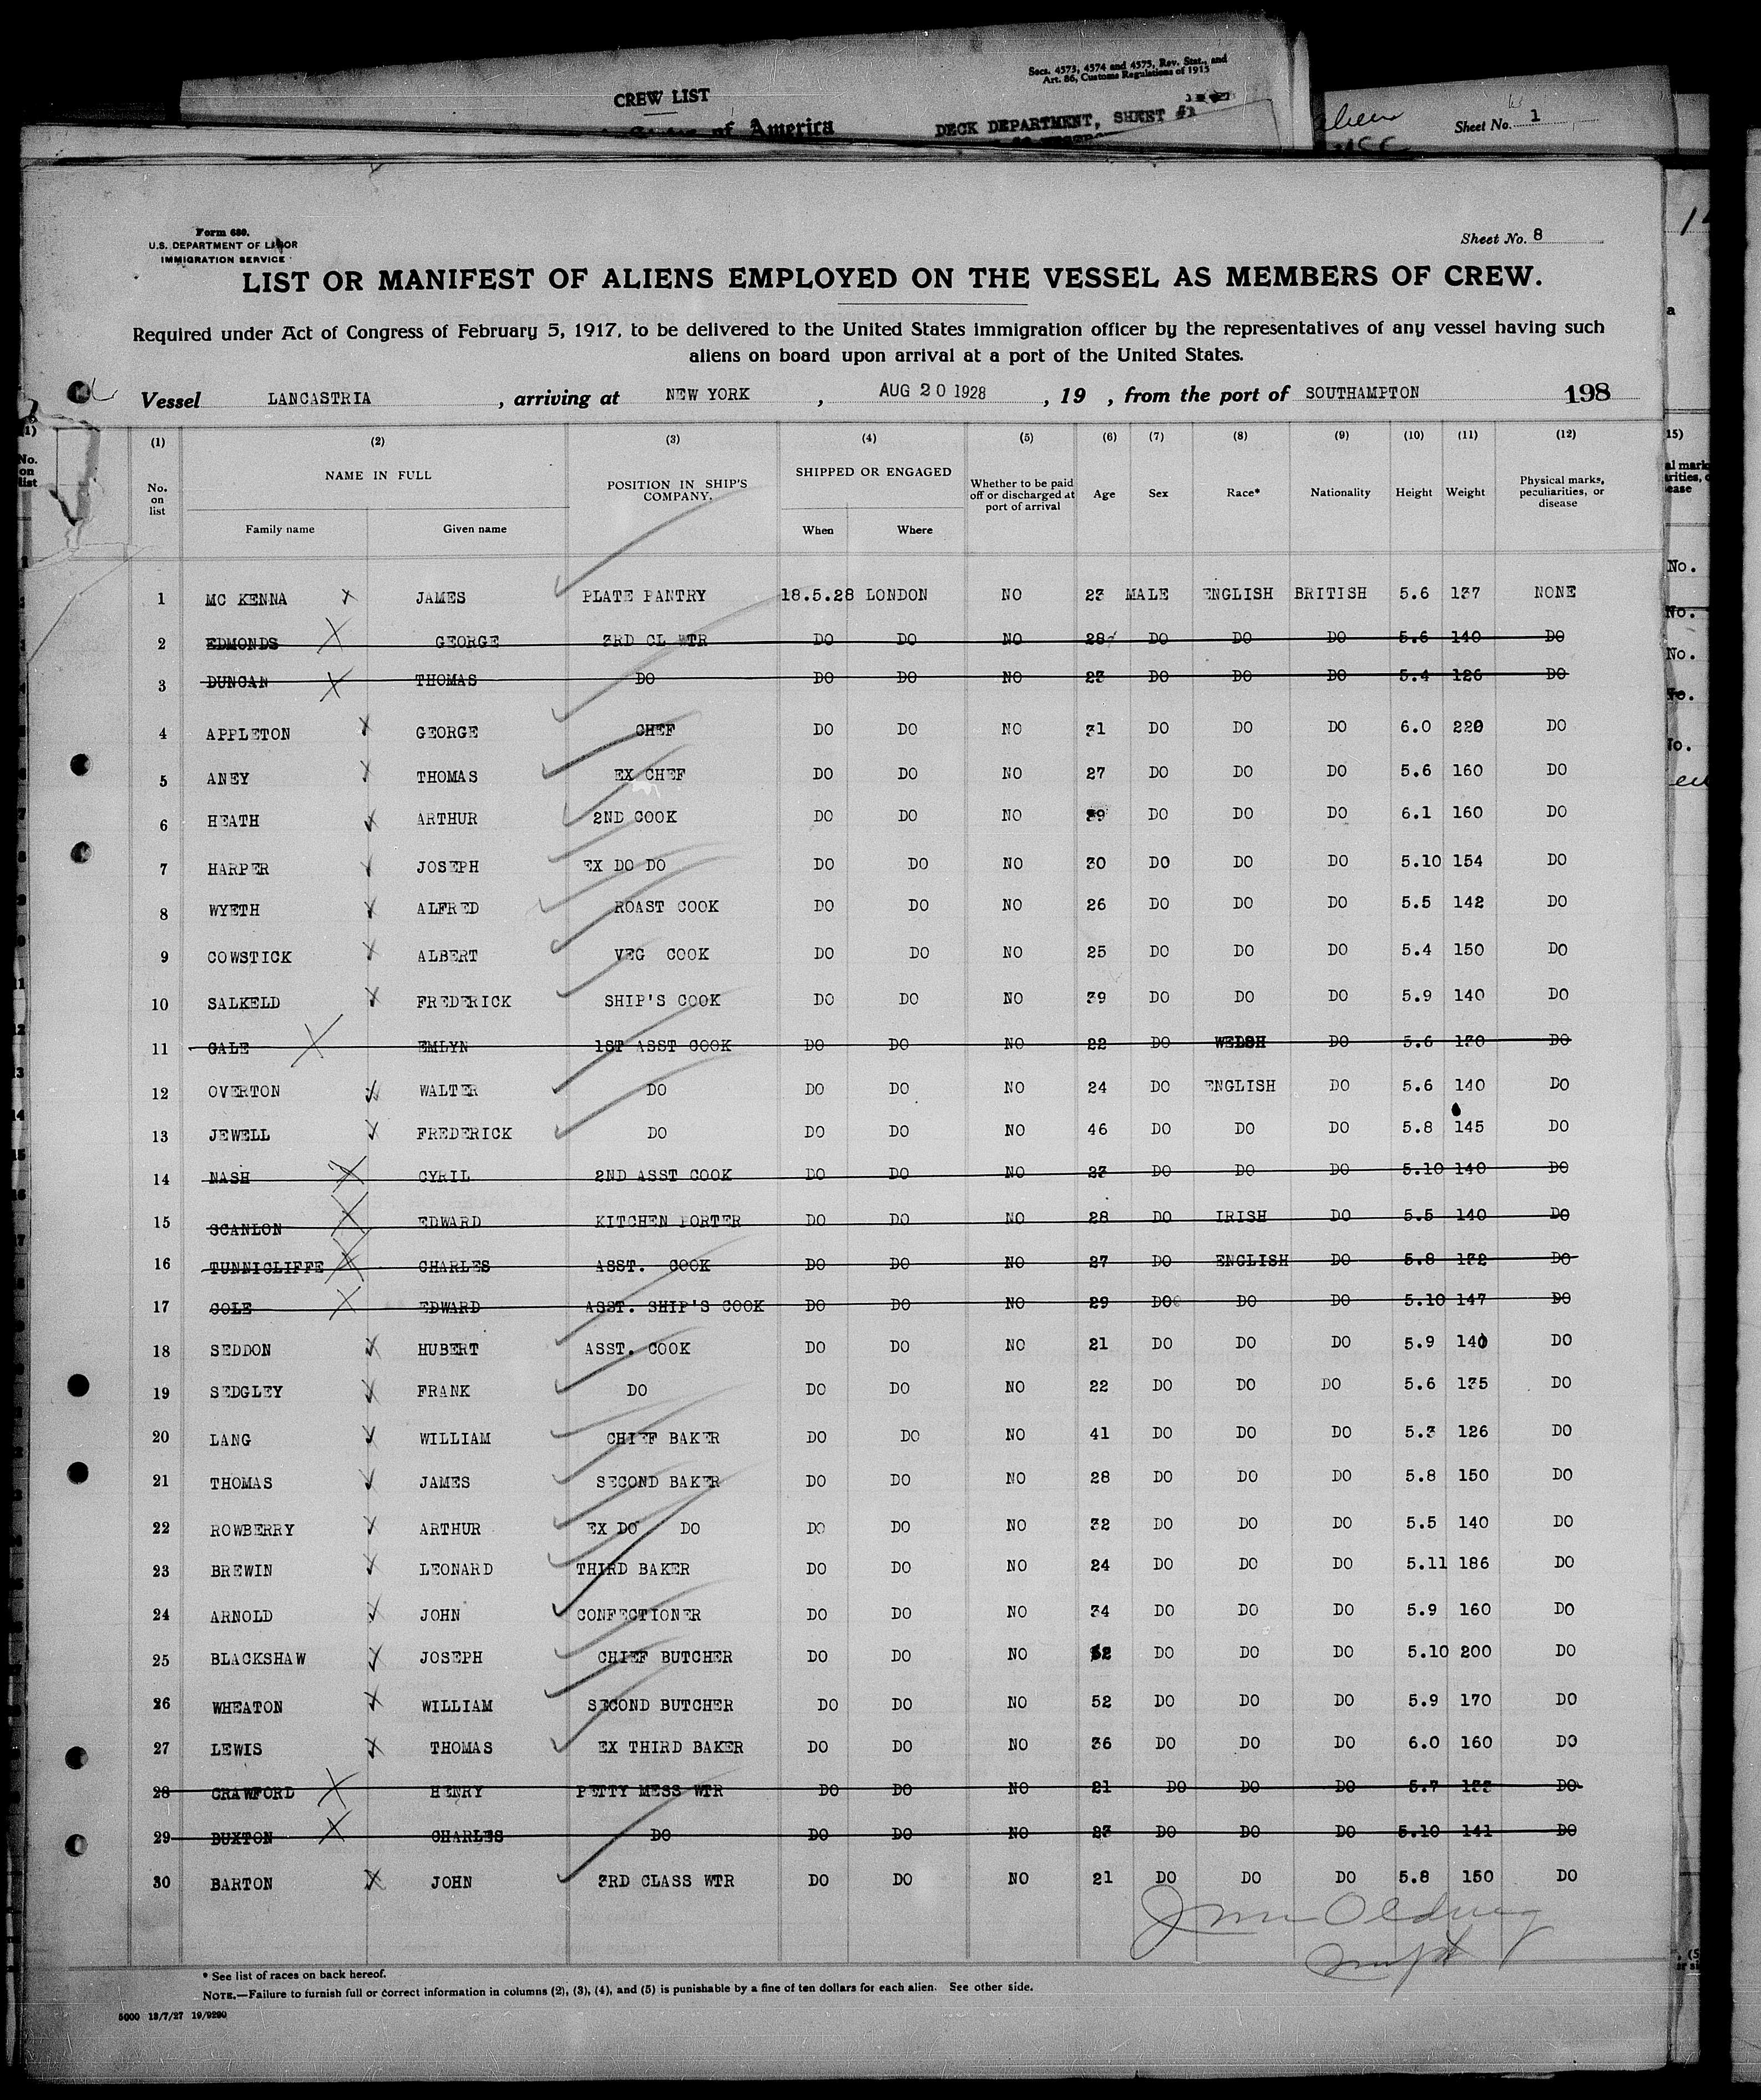 Secs. 4573, 4574 and 4575, Rev. Stat., and
Art. 86, Customs Regulations of 1915
CREW LIST
of America
DECK DEPARTMENT, SHEET #1
Sheet No. 1
Form 689.
U.S. DEPARTMENT OF LABOR
IMMIGRATION SERVICE
Sheet No. 8
LIST OR MANIFEST OF ALIENS EMPLOYED ON THE VESSEL AS MEMBERS OF CREW.
Required under Act of Congress of February 5, 1917, to be delivered to the United States immigration officer by the representatives of any vessel having such
aliens on board upon arrival at a port of the United States.
Vessel LANCASTRIA, arriving at NEW YORK, AUG 20 1928, 19 , from the port of SOUTHAMPTON 198
(1) (2) (3) (4) (5) (6) (7) (8) (9) (10) (11) (12)
No. on list NAME IN FULL Family name Given name POSITION IN SHIP'S COMPANY. SHIPPED OR ENGAGED When Where Whether to be paid off or discharged at port of arrival Age Sex Race* Nationality Height Weight Physical marks, peculiarities, or disease
1 MC KENNA JAMES PLATE PANTRY 18.5.28 LONDON NO 23 MALE ENGLISH BRITISH 5.6 137 NONE
2 EDMONDS GEORGE 3RD CL WTR DO DO NO 28 DO DO DO 5.6 140 DO
3 DUNCAN THOMAS DO DO DO NO 23 DO DO DO 5.4 126 DO
4 APPLETON GEORGE CHEF DO DO NO 31 DO DO DO 6.0 220 DO
5 ANEY THOMAS EX CHEF DO DO NO 27 DO DO DO 5.6 160 DO
6 HEATH ARTHUR 2ND COOK DO DO NO DO DO DO 6.1 160 DO
7 HARPER JOSEPH EX DO DO DO DO NO 30 DO DO DO 5.10 154 DO
8 WYETH ALFRED ROAST COOK DO DO NO 26 DO DO DO 5.5 142 DO
9 COWSTICK ALBERT VEG COOK DO DO NO 25 DO DO DO 5.4 150 DO
10 SALKELD FREDERICK SHIP'S COOK DO DO NO 39 DO DO DO 5.9 140 DO
11 GALE EMLYN 1ST ASST COOK DO DO NO 22 DO WELSH DO 5.6 130 DO
12 OVERTON WALTER DO DO DO NO 24 DO ENGLISH DO 5.6 140 DO
13 JEWELL FREDERICK DO DO DO NO 46 DO DO DO 5.8 145 DO
14 NASH CYRIL 2ND ASST COOK DO DO NO 23 DO DO DO 5.10 140 DO
15 SCANLON EDWARD KITCHEN PORTER DO DO NO 28 DO IRISH DO 5.5 140 DO
16 TUNNICLIFFE CHARLES ASST. COOK DO DO NO 27 DO ENGLISH DO 5.8 132 DO
17 COLE EDWARD ASST. SHIP'S COOK DO DO NO 29 DO DO DO 5.10 147 DO
18 SEDDON HUBERT ASST. COOK DO DO NO 21 DO DO DO 5.9 140 DO
19 SEDGLEY FRANK DO DO DO NO 22 DO DO DO 5.6 135 DO
20 LANG WILLIAM CHIEF BAKER DO DO NO 41 DO DO DO 5.3 126 DO
21 THOMAS JAMES SECOND BAKER DO DO NO 28 DO DO DO 5.8 150 DO
22 ROWBERRY ARTHUR EX DO DO DO DO NO 32 DO DO DO 5.5 140 DO
23 BREWIN LEONARD THIRD BAKER DO DO NO 24 DO DO DO 5.11 186 DO
24 ARNOLD JOHN CONFECTIONER DO DO NO 34 DO DO DO 5.9 160 DO
25 BLACKSHAW JOSEPH CHIEF BUTCHER DO DO NO DO DO DO 5.10 200 DO
26 WHEATON WILLIAM SECOND BUTCHER DO DO NO 52 DO DO DO 5.9 170 DO
27 LEWIS THOMAS EX THIRD BAKER DO DO NO 36 DO DO DO 6.0 160 DO
28 CRAWFORD HENRY PETTY MESS WTR DO DO NO 21 DO DO DO 5.7 133 DO
29 BUXTON CHARLES DO DO DO NO 23 DO DO DO 5.10 141 DO
30 BARTON JOHN 3RD CLASS WTR DO DO NO 21 DO DO DO 5.8 150 DO
* See list of races on back hereof.
NOTE.—Failure to furnish full or correct information in columns (2), (3), (4), and (5) is punishable by a fine of ten dollars for each alien. See other side.
5000 13/7/27 19/9290